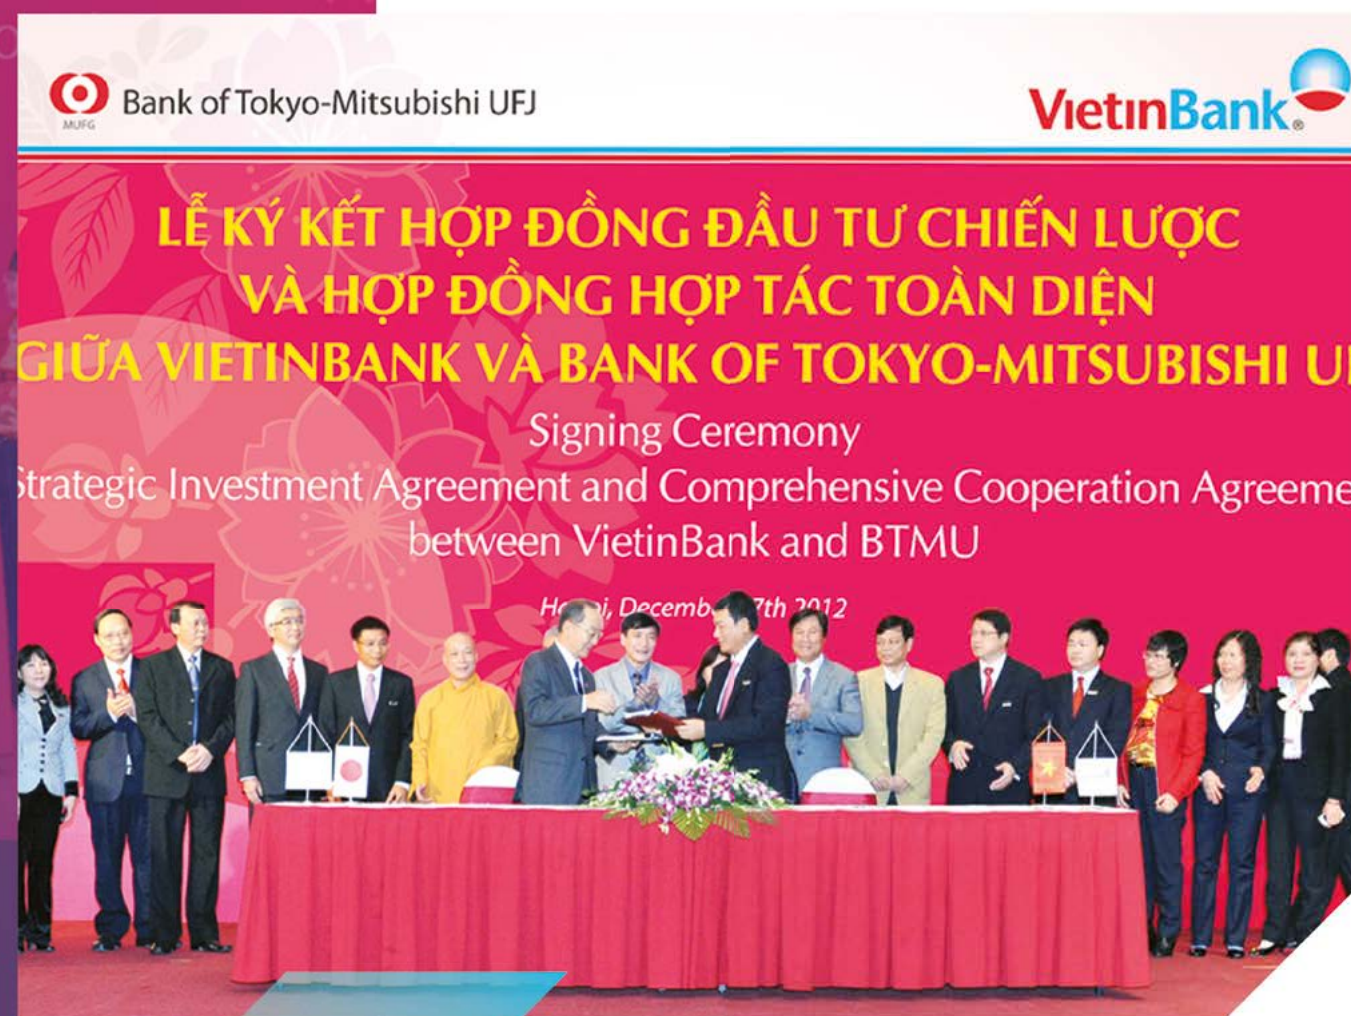 MUFG
Bank of Tokyo-Mitsubishi UFJ
VietinBank®
LỄ KÝ KẾT HỢP ĐỒNG ĐẦU TƯ CHIẾN LƯỢC
VÀ HỢP ĐỒNG HỢP TÁC TOÀN DIỆN
GIỮA VIETINBANK VÀ BANK OF TOKYO-MITSUBISHI
Signing Ceremony
Strategic Investment Agreement and Comprehensive Cooperation
between VietinBank and BTMU
7th 2012